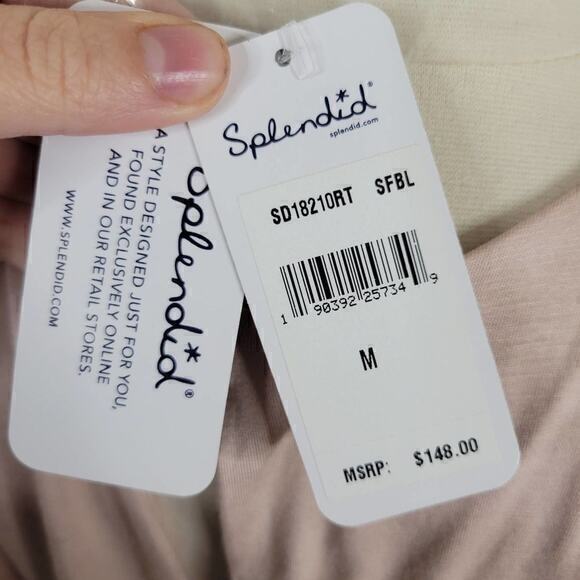 Splendid®
splendid.com
SD18210RT SFBL
1 90392 25734 9
M
MSRP: $148.00
Splendid®
A STYLE DESIGNED JUST FOR YOU,
FOUND EXCLUSIVELY ONLINE
AND IN OUR RETAIL STORES.
WWW.SPLENDID.COM